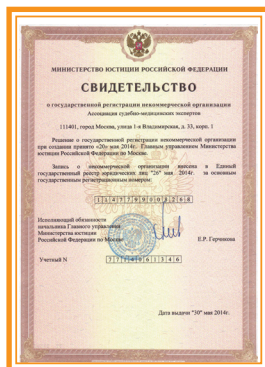 МИНИСТЕРСТВО ЮСТИЦИИ РОССИЙСКОЙ ФЕДЕРАЦИИ
СВИДЕТЕЛЬСТВО
о государственной регистрации некоммерческой организации
Ассоциация судебно-медицинских экспертов
111401, город Москва, улица 1-я Владимирская, д. 33, корп. 1
Решение о государственной регистрации некоммерческой организации
при создании принято «20» мая 2014г. Главным управлением Министерства
юстиции Российской Федерации по Москве.
Запись о некоммерческой организации внесена в Единый
государственный реестр юридических лиц "26" мая 2014г. за основным
государственным регистрационным номером:
1147799003268
Исполняющий обязанности
начальника Главного управления
Министерства юстиции
Российской Федерации по Москве
Е.Р. Герчикова
Учетный N
Дата выдачи "30" мая 2014г.